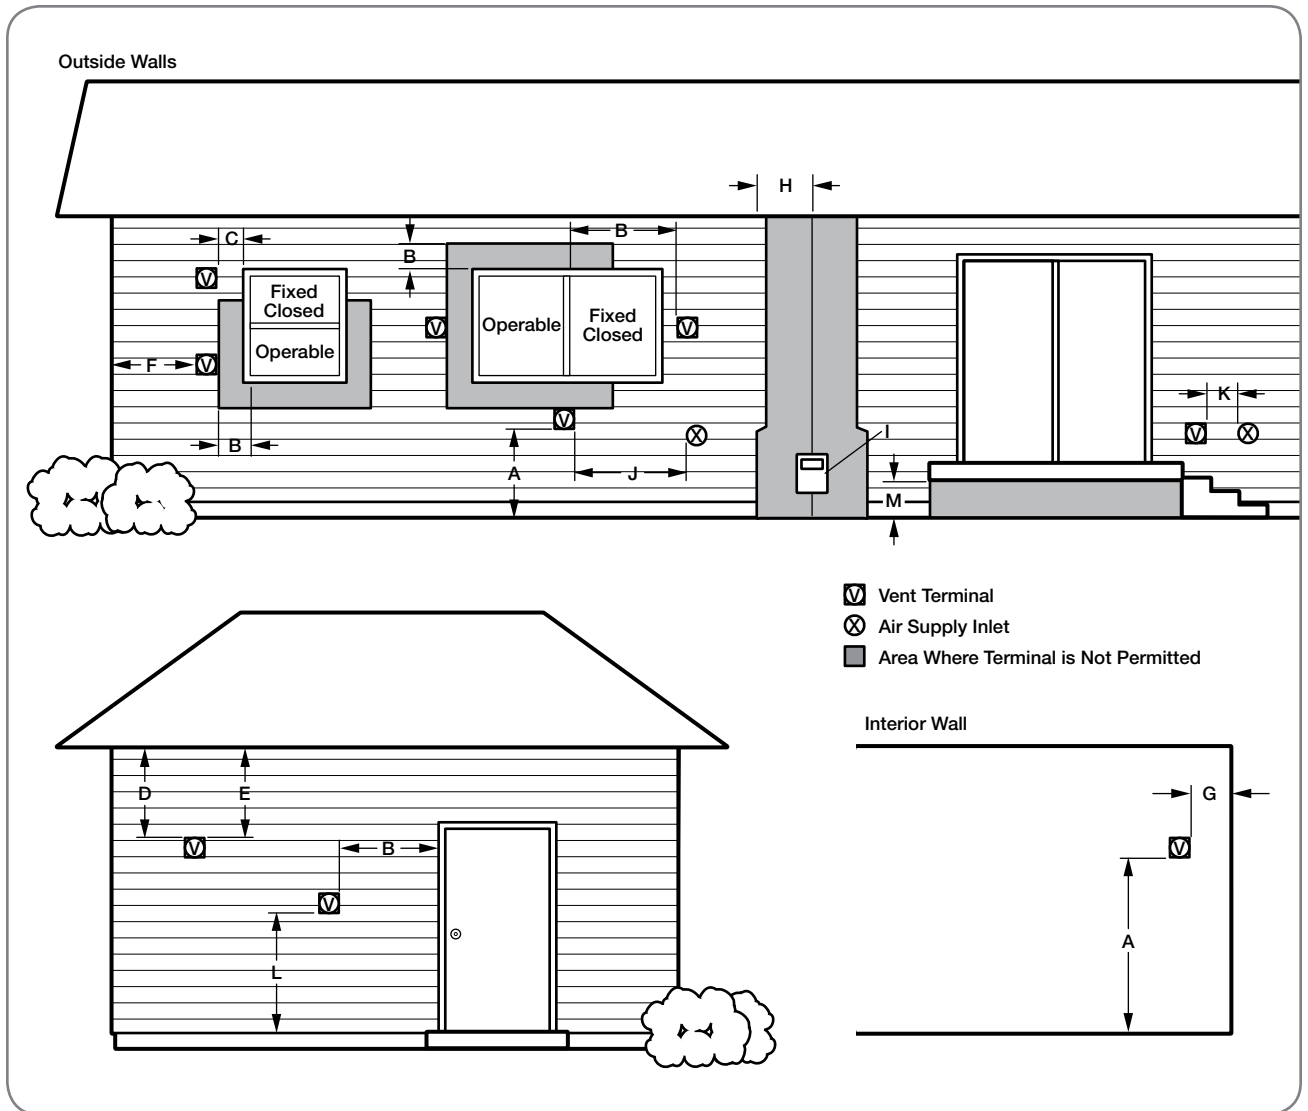 Outside Walls
H
C
B
B
V
Fixed
Closed
Operable
Operable
Fixed
Closed
V
V
F
V
K
B
V
A
J
X
I
V
X
M
V Vent Terminal
X Air Supply Inlet
Area Where Terminal is Not Permitted
Interior Wall
D
E
G
V
B
V
V
L
A